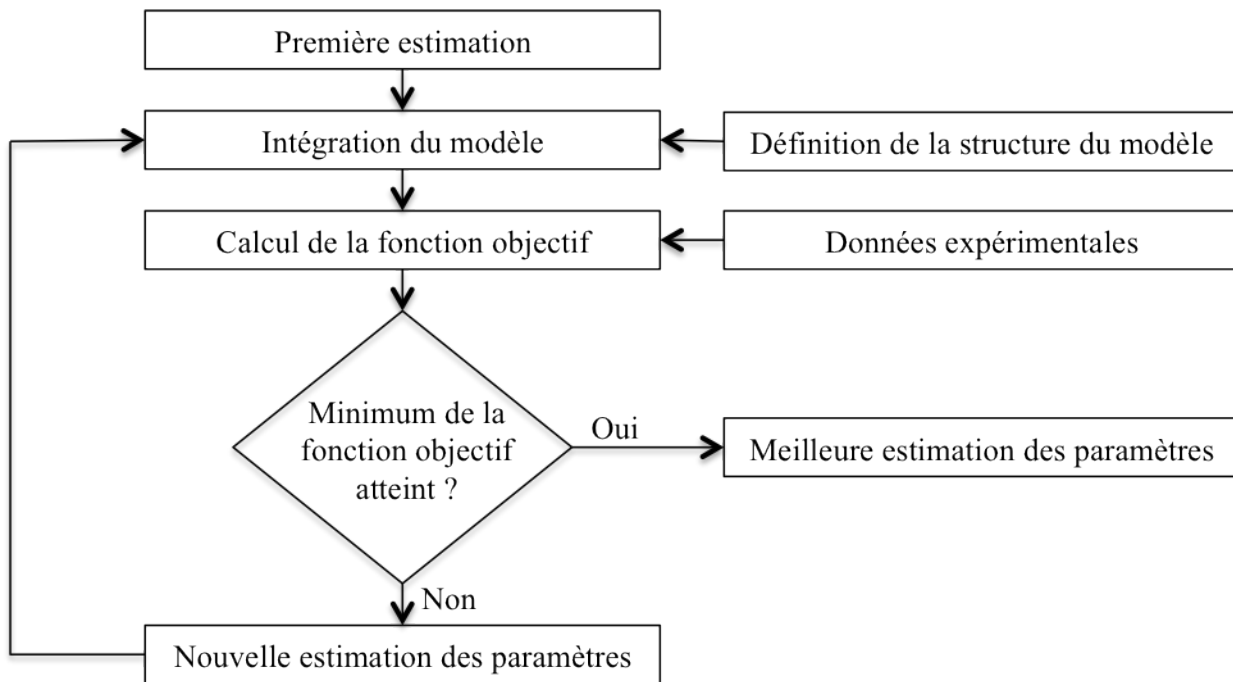 Première estimation
Intégration du modèle
Définition de la structure du modèle
Calcul de la fonction objectif
Données expérimentales
Minimum de la
fonction objectif
atteint ?
Oui
Meilleure estimation des paramètres
Non
Nouvelle estimation des paramètres